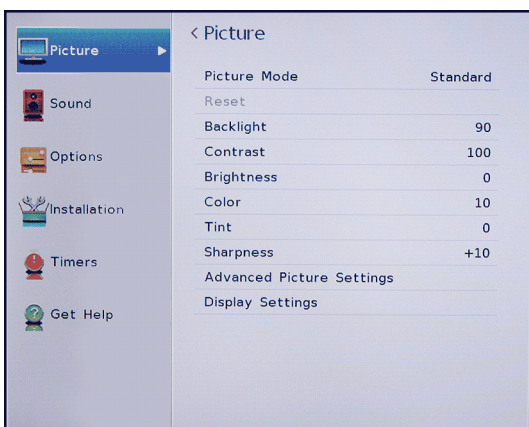 Picture
Sound
Options
Installation
Timers
Get Help
< Picture
Picture Mode Standard
Reset
Backlight 90
Contrast 100
Brightness 0
Color 10
Tint 0
Sharpness +10
Advanced Picture Settings
Display Settings